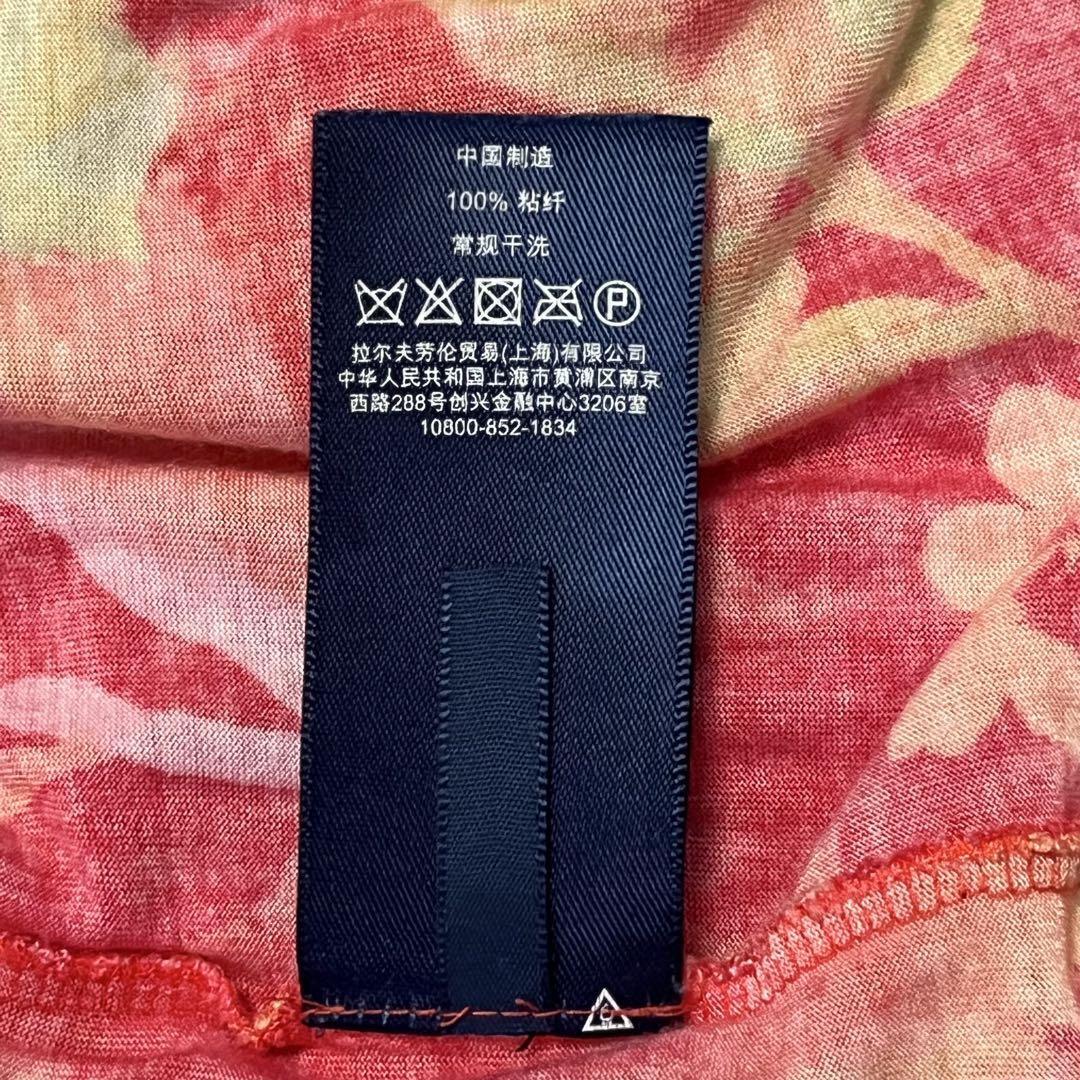 中国制造
100% 粘纤
常规干洗
P
拉尔夫劳伦贸易(上海)有限公司
中华人民共和国上海市黄浦区南京
西路288号创兴金融中心3206室
10800-852-1834